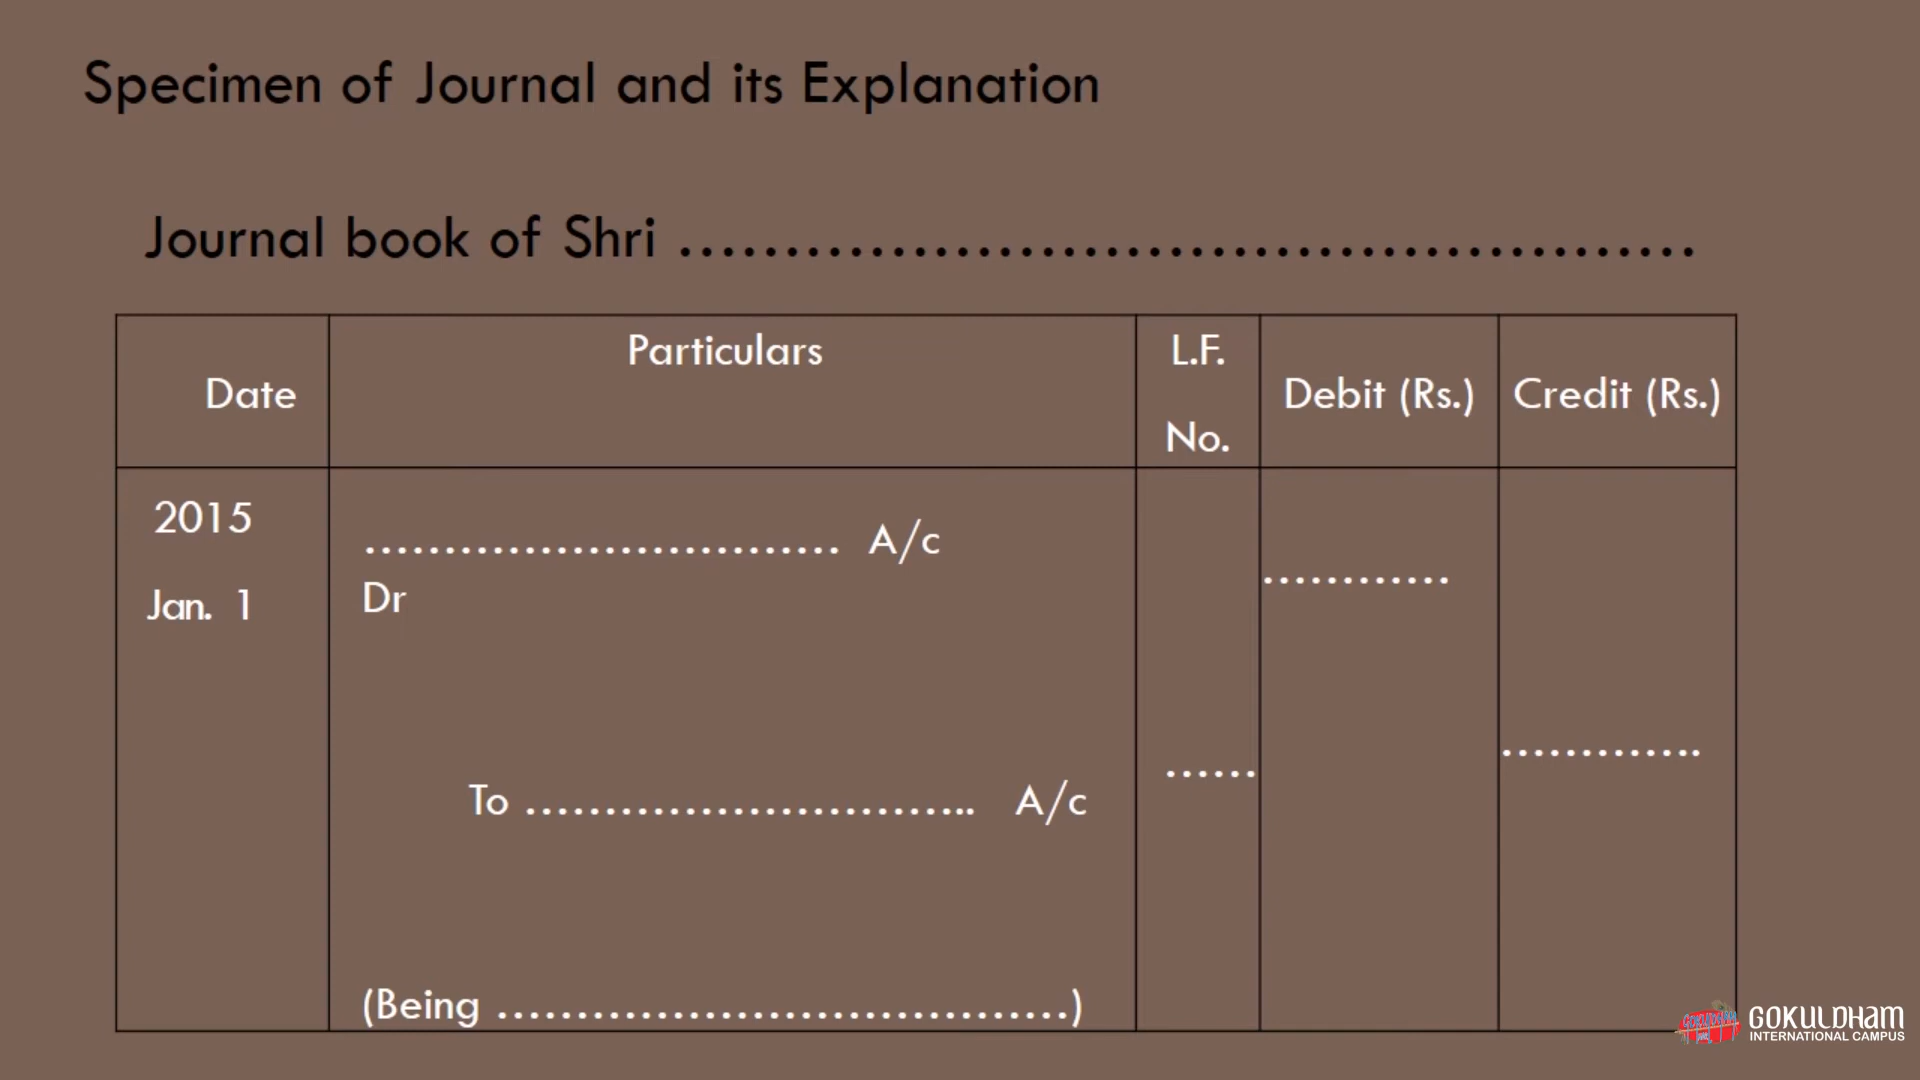 Specimen of Journal and its Explanation
Journal book of Shri ................................................
Date
Particulars
L.F.
No.
Debit (Rs.)
Credit (Rs.)
2015
Jan. 1
.............................. A/c
Dr
............
To ............................. A/c
......
.............
(Being ....................................)
GOKULDHAM
INTERNATIONAL CAMPUS